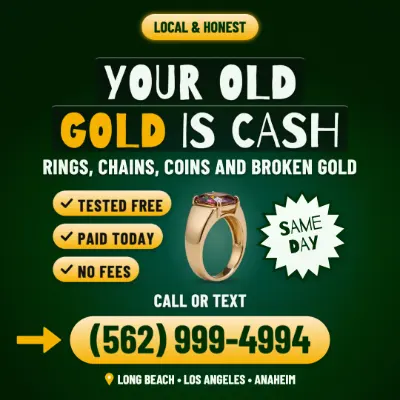 LOCAL & HONEST
YOUR OLD
GOLD IS CASH
RINGS, CHAINS, COINS AND BROKEN GOLD
TESTED FREE
PAID TODAY
NO FEES
SAME
DAY
CALL OR TEXT
(562) 999-4994
LONG BEACH • LOS ANGELES • ANAHEIM